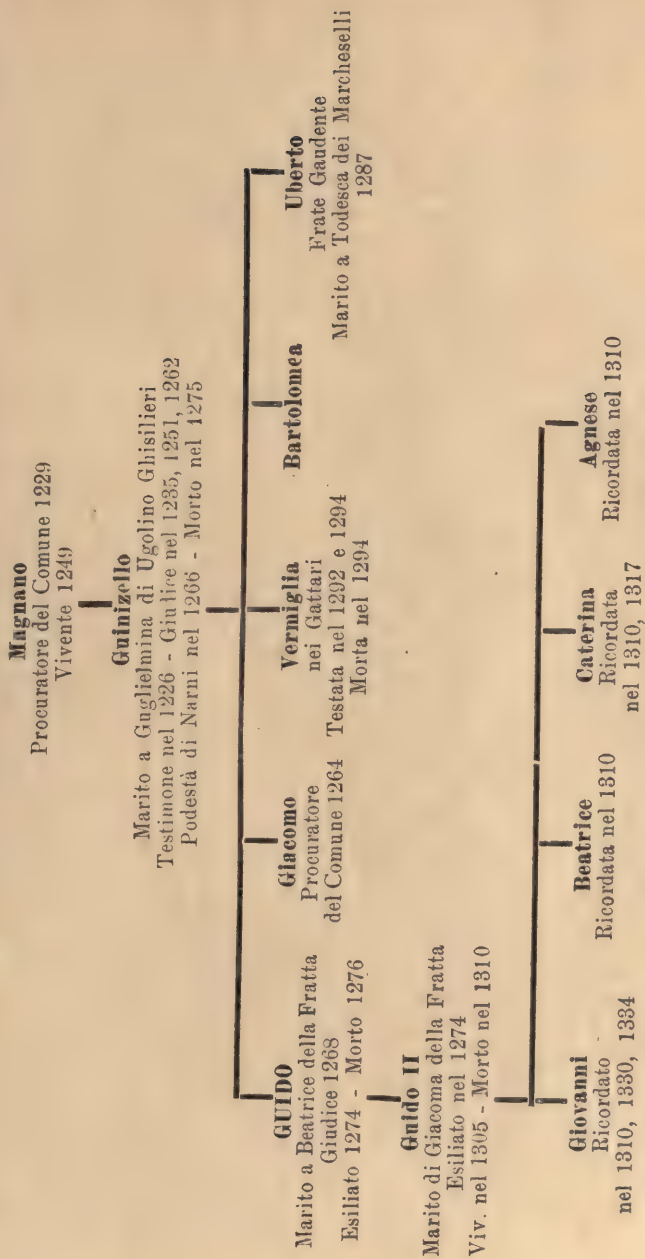 Magnano
Procuratore del Comune 1229
Vivente 1249
Guinizello
Marito a Guglielmina di Ugolino Ghisilieri
Testimone nel 1226 - Giudice nel 1235, 1251, 1262
Podestà di Narni nel 1266 - Morto nel 1275
GUIDO
Marito a Beatrice della Fratta
Giudice 1268
Esiliato 1274 - Morto 1276
Giacomo
Procuratore
del Comune 1264
Vermiglia
nei Gattari
Testata nel 1292 e 1294
Morta nel 1294
Bartolomea
Uberto
Frate Gaudente
Marito a Todesca dei Marcheselli
1287
Guido II
Marito di Giacoma della Fratta
Esiliato nel 1274
Viv. nel 1305 - Morto nel 1310
Giovanni
Ricordato
nel 1310, 1330, 1334
Beatrice
Ricordata nel 1310
Caterina
Ricordata
nel 1310, 1317
Agnese
Ricordata nel 1310